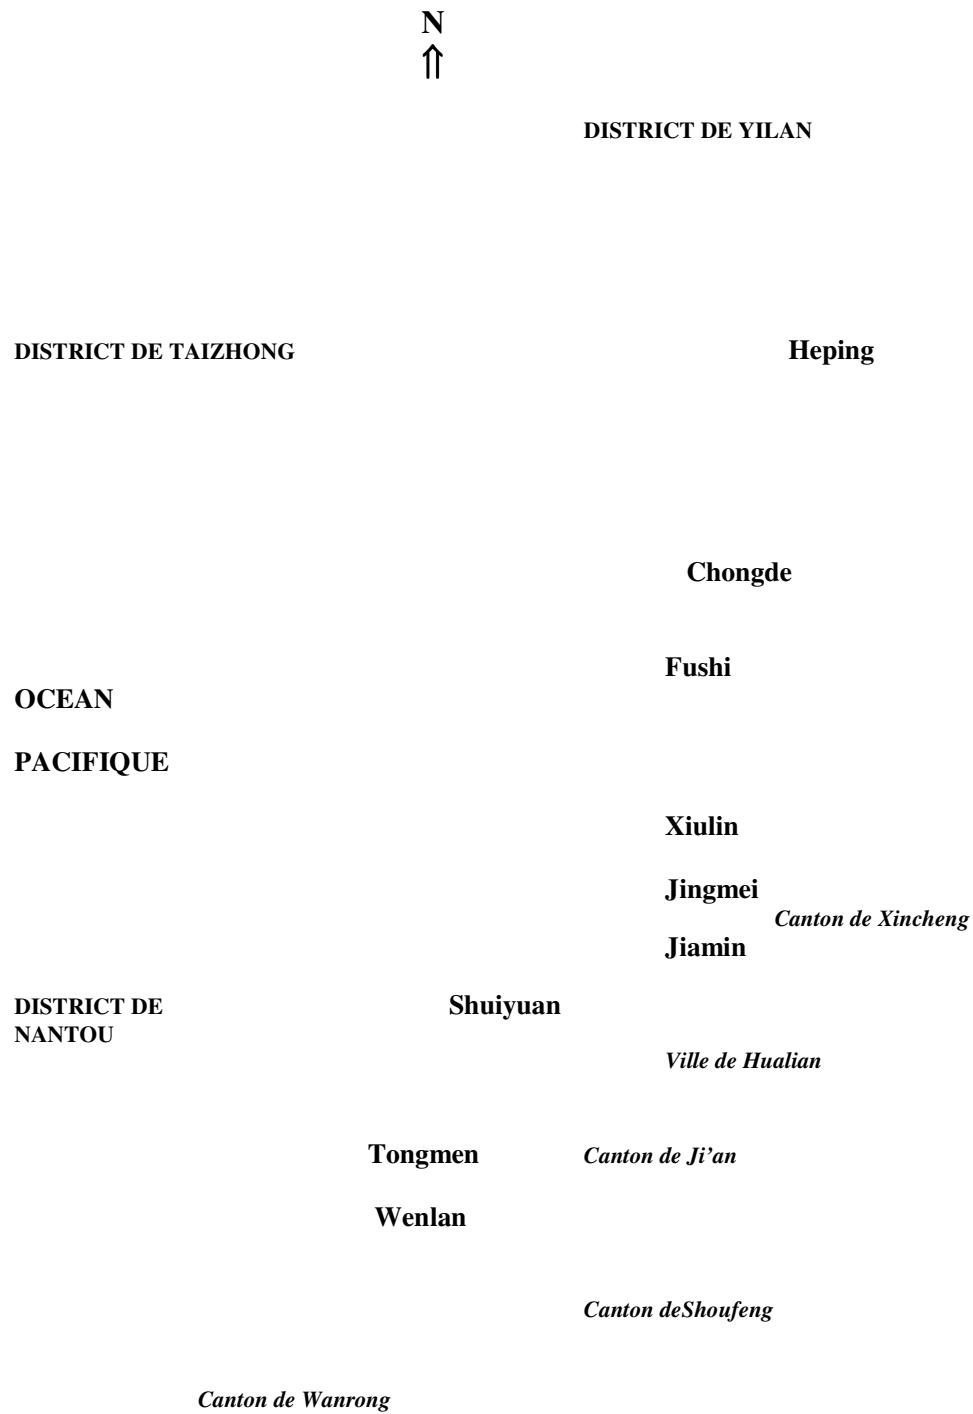 N
⇑
DISTRICT DE YILAN
DISTRICT DE TAIZHONG
Heping
Chongde
Fushi
OCEAN
PACIFIQUE
Xiulin
Jingmei
Canton de Xincheng
Jiamin
DISTRICT DE
NANTOU
Shuiyuan
Ville de Hualian
Tongmen
Canton de Ji’an
Wenlan
Canton deShoufeng
Canton de Wanrong